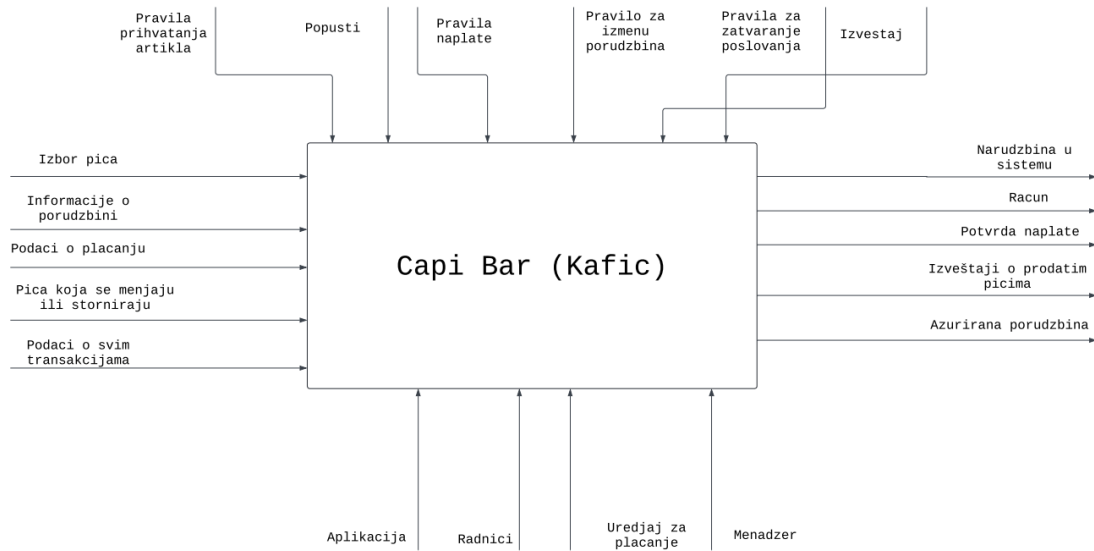 Pravila
prihvatanja
artikla
Popusti
Pravila
naplate
Pravilo za
izmenu
porudzbina
Pravila za
zatvaranje
poslovanja
Izvestaj
Izbor pica
Informacije o
porudzbini
Podaci o placanju
Pica koja se menjaju
ili storniraju
Podaci o svim
transakcijama
Capi Bar (Kafic)
Narudzbina u
sistemu
Racun
Potvrda naplate
Izveštaji o prodatim
picima
Azurirana porudzbina
Aplikacija
Radnici
Uredjaj za
placanje
Menadzer